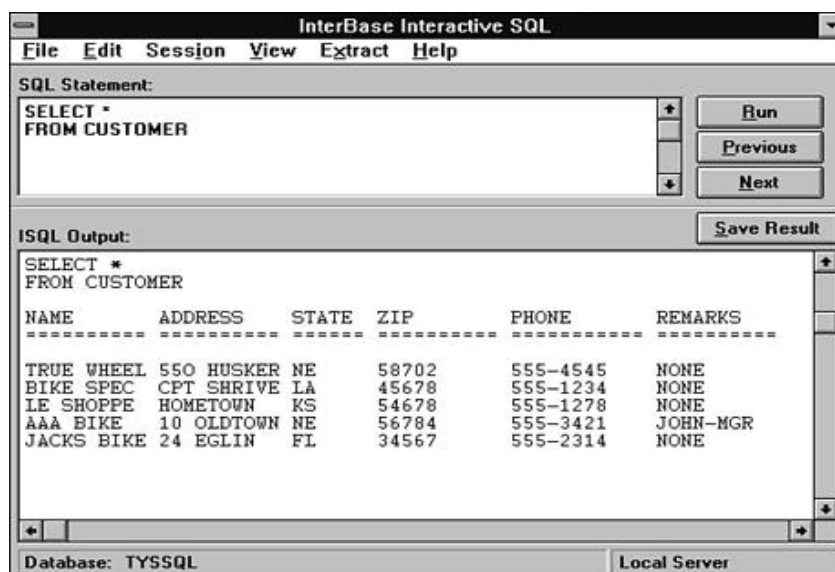 InterBase Interactive SQL
File Edit Session View Extract Help
SQL Statement:
SELECT *
FROM CUSTOMER
Run
Previous
Next
Save Result
ISQL Output:
SELECT *
FROM CUSTOMER
NAME ADDRESS STATE ZIP PHONE REMARKS
========== ========== ====== ========== =========== ==========
TRUE WHEEL 550 HUSKER NE 58702 555-4545 NONE
BIKE SPEC CPT SHRIVE LA 45678 555-1234 NONE
LE SHOPPE HOMETOWN KS 54678 555-1278 NONE
AAA BIKE 10 OLDTOWN NE 56784 555-3421 JOHN-MGR
JACKS BIKE 24 EGLIN FL 34567 555-2314 NONE
Database: TYSSQL
Local Server